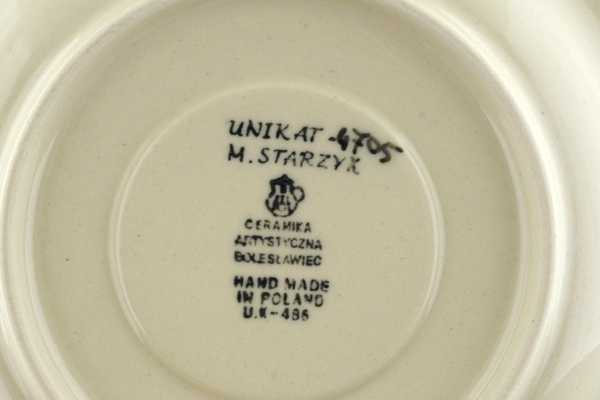 UNIKAT -4705
M. STARZYK
CERAMIKA
ARTYSTYCZNA
BOLESŁAWIEC
HAND MADE
IN POLAND
U.K-486